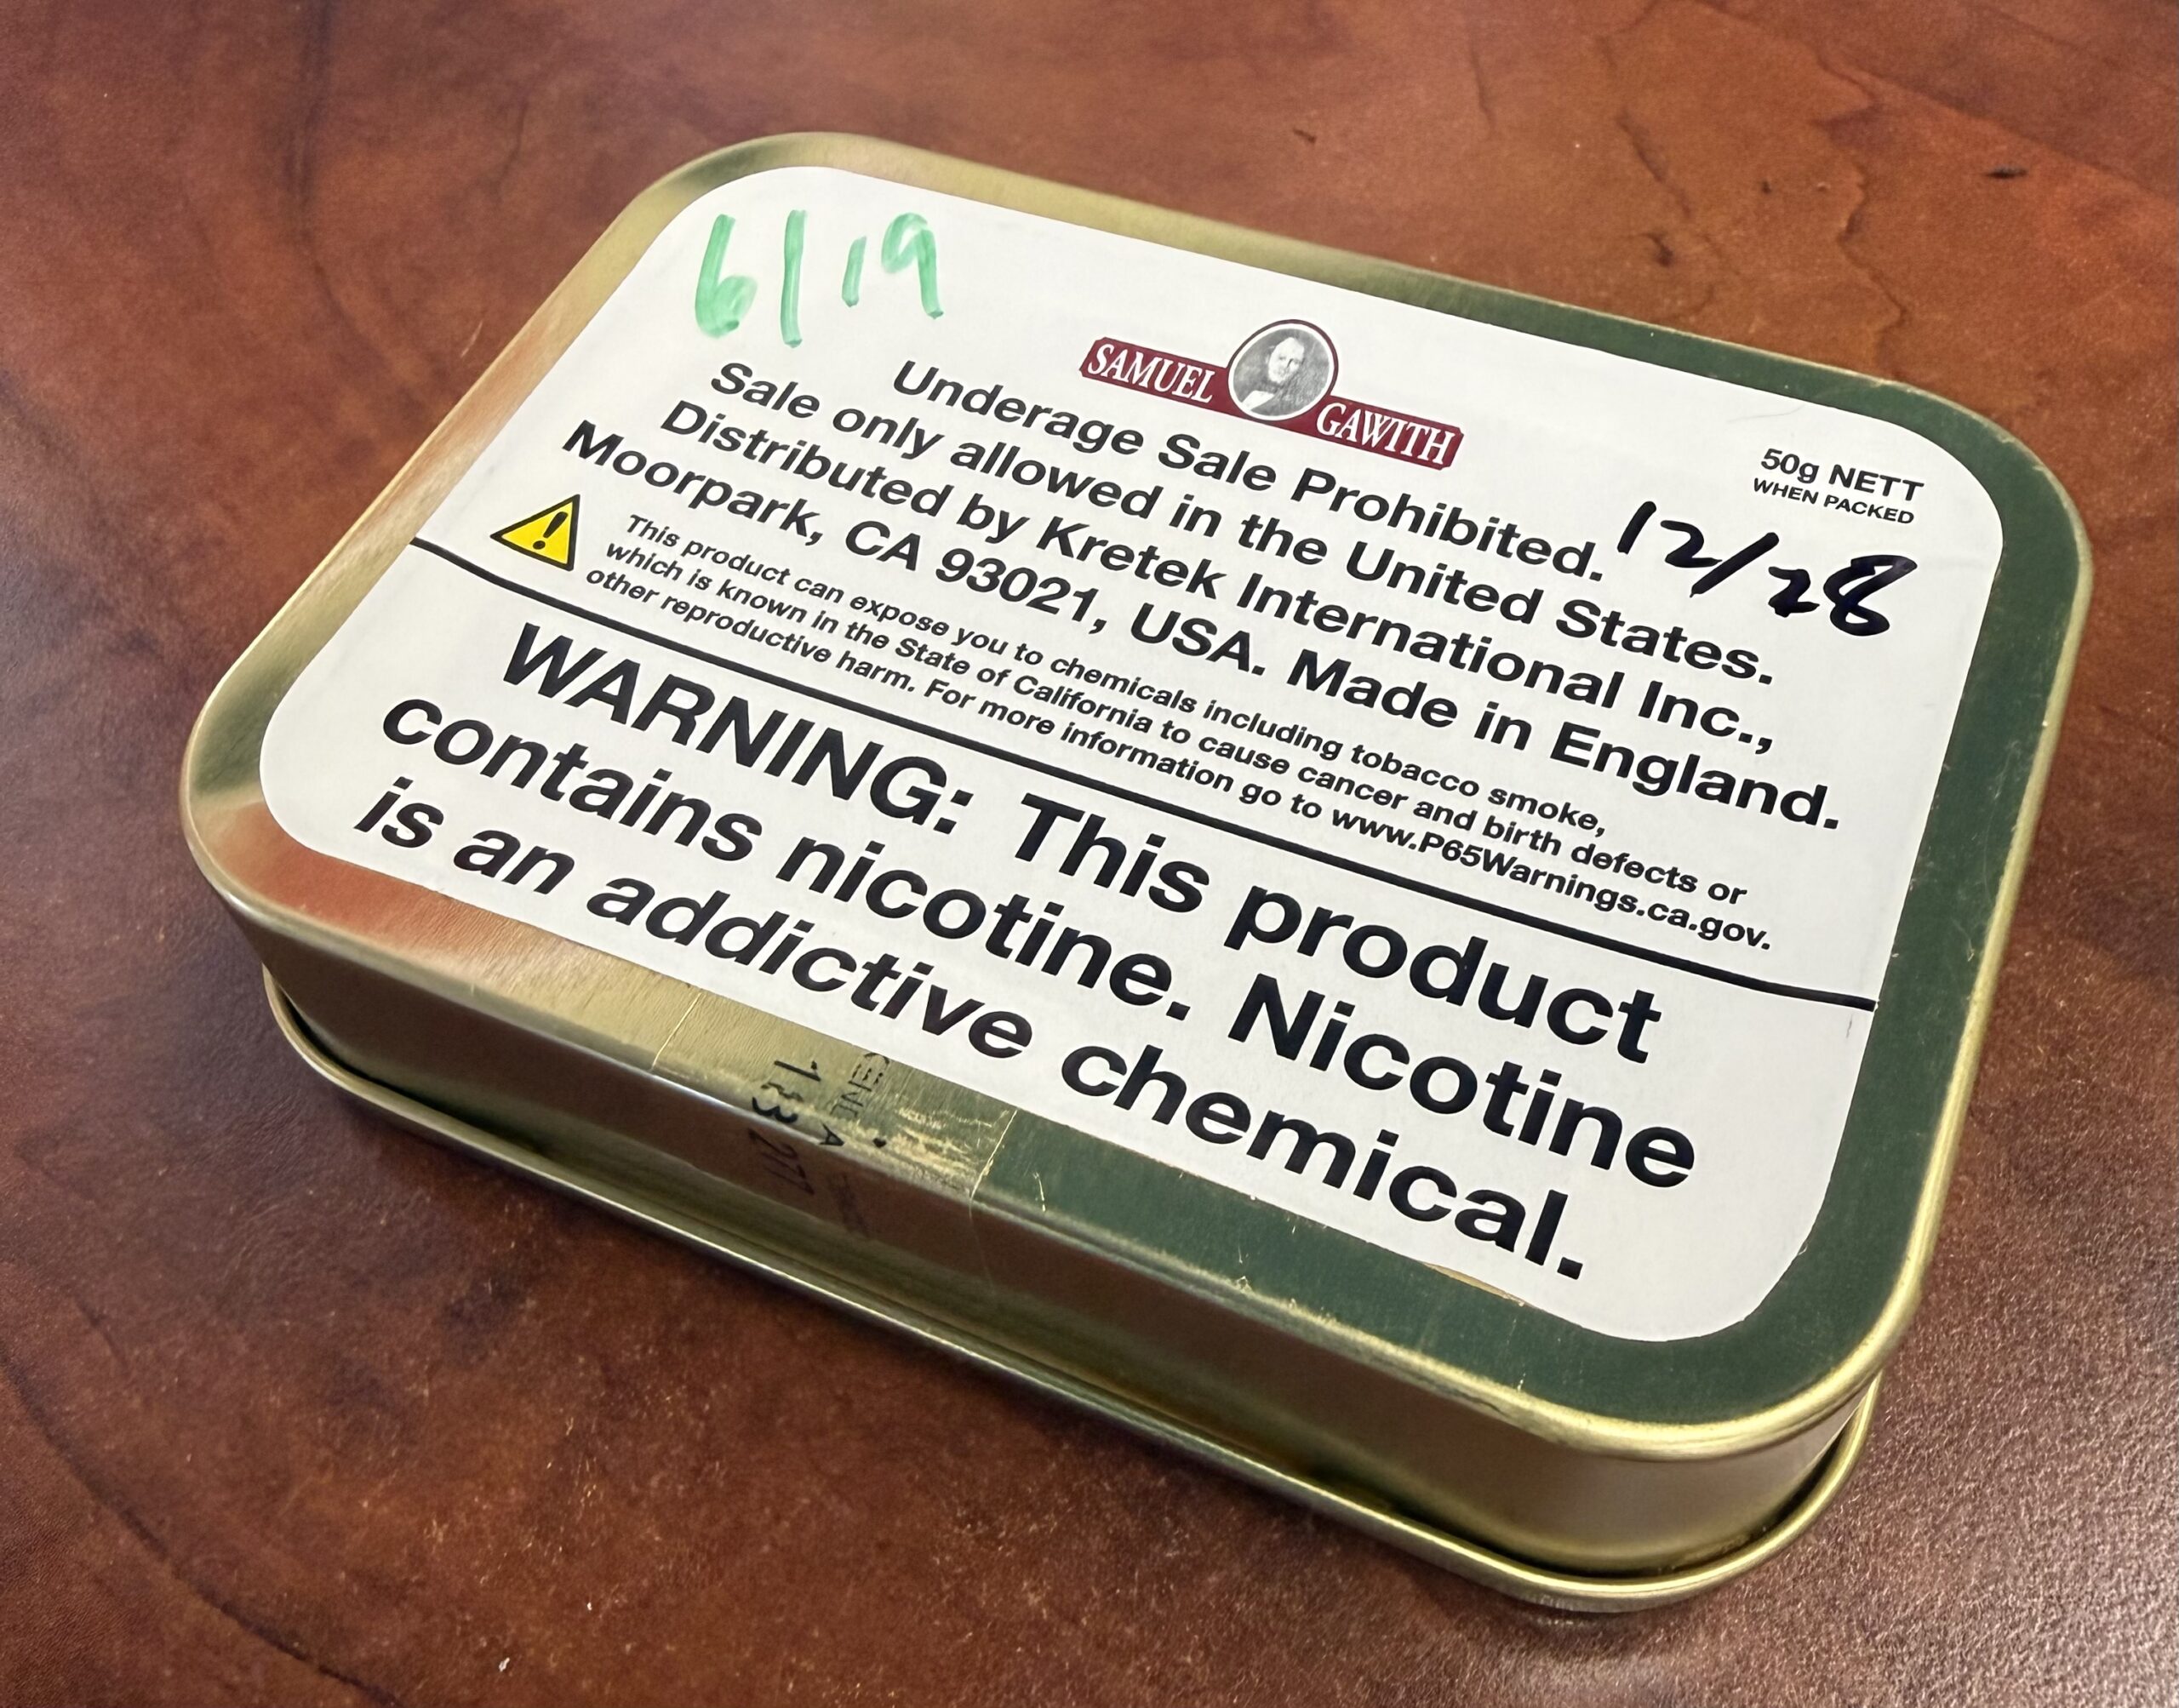 6/19
SAMUEL GAWITH
50g NETT
WHEN PACKED
12/28
Underage Sale Prohibited.
Sale only allowed in the United States.
Distributed by Kretek International Inc.,
Moorpark, CA 93021, USA. Made in England.
This product can expose you to chemicals including tobacco smoke,
which is known in the State of California to cause cancer and birth defects or
other reproductive harm. For more information go to www.P65Warnings.ca.gov.
WARNING: This product
contains nicotine. Nicotine
is an addictive chemical.